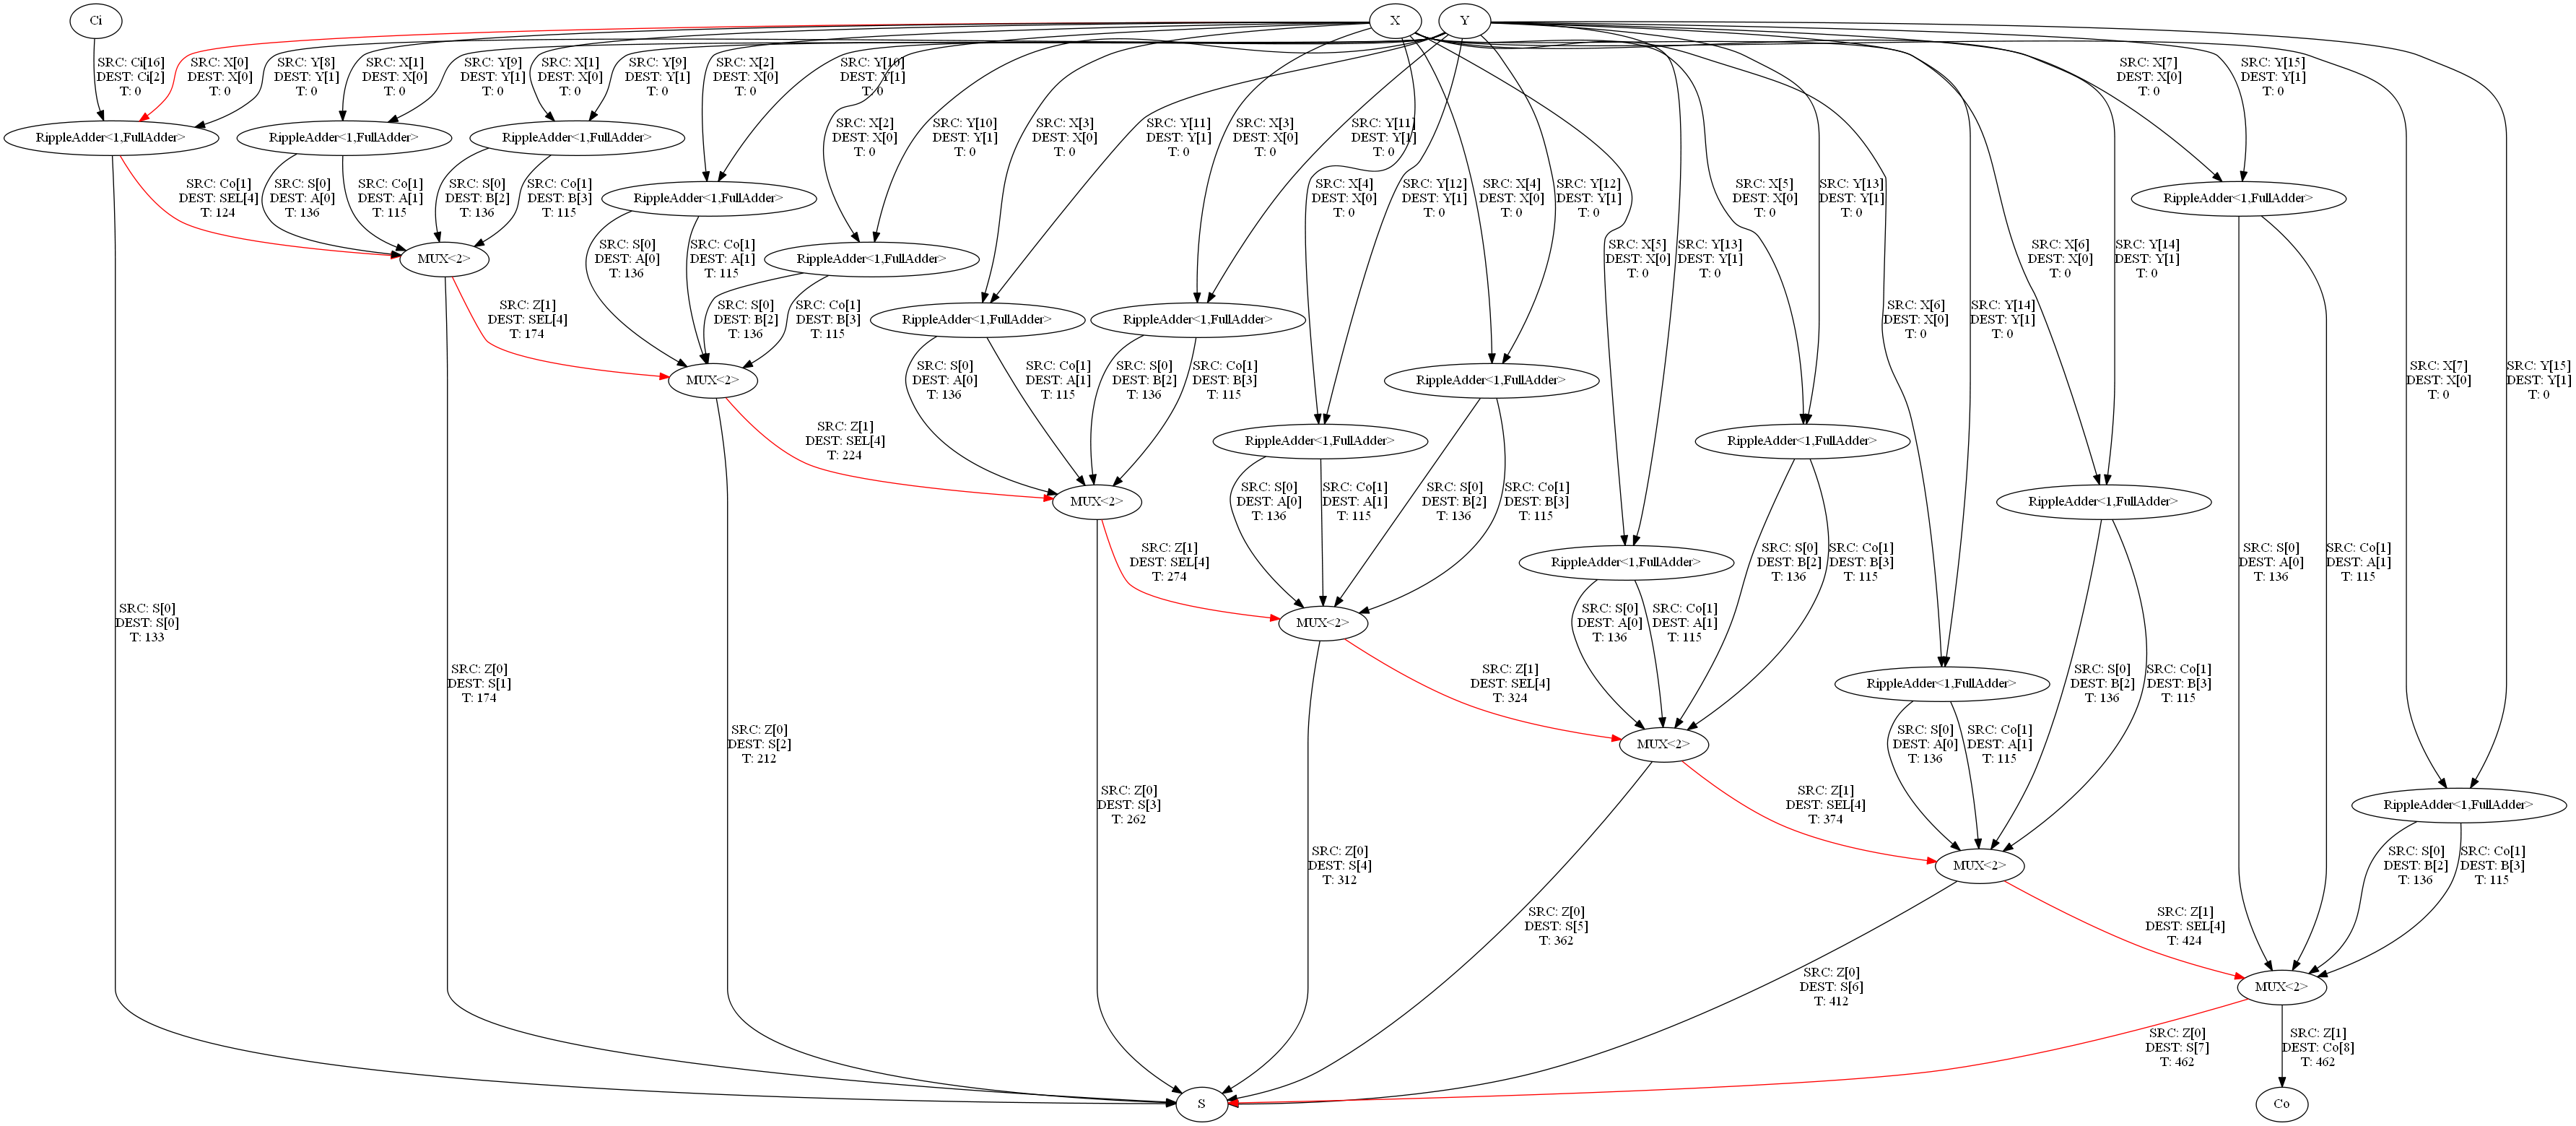 Ci
X
Y
SRC: Ci[16]
DEST: Ci[2]
T: 0
SRC: X[0]
DEST: X[0]
T: 0
SRC: Y[8]
DEST: Y[1]
T: 0
SRC: X[1]
DEST: X[0]
T: 0
SRC: Y[9]
DEST: Y[1]
T: 0
SRC: X[1]
DEST: X[0]
T: 0
SRC: Y[9]
DEST: Y[1]
T: 0
SRC: X[2]
DEST: X[0]
T: 0
SRC: Y[10]
DEST: Y[1]
T: 0
SRC: X[7]
DEST: X[0]
T: 0
SRC: Y[15]
DEST: Y[1]
T: 0
RippleAdder<1,FullAdder>
RippleAdder<1,FullAdder>
RippleAdder<1,FullAdder>
SRC: X[2]
DEST: X[0]
T: 0
SRC: Y[10]
DEST: Y[1]
T: 0
SRC: X[3]
DEST: X[0]
T: 0
SRC: Y[11]
DEST: Y[1]
T: 0
SRC: X[3]
DEST: X[0]
T: 0
SRC: Y[11]
DEST: Y[1]
T: 0
SRC: Co[1]
DEST: SEL[4]
T: 124
SRC: S[0]
DEST: A[0]
T: 136
SRC: Co[1]
DEST: A[1]
T: 115
SRC: S[0]
DEST: B[2]
T: 136
SRC: Co[1]
DEST: B[3]
T: 115
RippleAdder<1,FullAdder>
SRC: X[4]
DEST: X[0]
T: 0
SRC: Y[12]
DEST: Y[1]
T: 0
SRC: X[4]
DEST: X[0]
T: 0
SRC: Y[12]
DEST: Y[1]
T: 0
SRC: X[5]
DEST: X[0]
T: 0
SRC: Y[13]
DEST: Y[1]
T: 0
RippleAdder<1,FullAdder>
MUX<2>
SRC: S[0]
DEST: A[0]
T: 136
SRC: Co[1]
DEST: A[1]
T: 115
RippleAdder<1,FullAdder>
SRC: X[5]
DEST: X[0]
T: 0
SRC: Y[13]
DEST: Y[1]
T: 0
SRC: X[6]
DEST: X[0]
T: 0
SRC: Y[14]
DEST: Y[1]
T: 0
SRC: Z[1]
DEST: SEL[4]
T: 174
SRC: S[0]
DEST: B[2]
T: 136
SRC: Co[1]
DEST: B[3]
T: 115
RippleAdder<1,FullAdder>
RippleAdder<1,FullAdder>
SRC: X[6]
DEST: X[0]
T: 0
SRC: Y[14]
DEST: Y[1]
T: 0
MUX<2>
SRC: S[0]
DEST: A[0]
T: 136
SRC: Co[1]
DEST: A[1]
T: 115
SRC: S[0]
DEST: B[2]
T: 136
SRC: Co[1]
DEST: B[3]
T: 115
RippleAdder<1,FullAdder>
SRC: X[7]
DEST: X[0]
T: 0
SRC: Y[15]
DEST: Y[1]
T: 0
SRC: Z[1]
DEST: SEL[4]
T: 224
RippleAdder<1,FullAdder>
RippleAdder<1,FullAdder>
MUX<2>
SRC: S[0]
DEST: A[0]
T: 136
SRC: Co[1]
DEST: A[1]
T: 115
SRC: S[0]
DEST: B[2]
T: 136
SRC: Co[1]
DEST: B[3]
T: 115
RippleAdder<1,FullAdder>
SRC: Z[1]
DEST: SEL[4]
T: 274
RippleAdder<1,FullAdder>
SRC: S[0]
DEST: B[2]
T: 136
SRC: Co[1]
DEST: B[3]
T: 115
SRC: S[0]
DEST: A[0]
T: 136
SRC: Co[1]
DEST: A[1]
T: 115
SRC: S[0]
DEST: S[0]
T: 133
MUX<2>
SRC: S[0]
DEST: A[0]
T: 136
SRC: Co[1]
DEST: A[1]
T: 115
SRC: Z[0]
DEST: S[1]
T: 174
SRC: Z[1]
DEST: SEL[4]
T: 324
RippleAdder<1,FullAdder>
SRC: S[0]
DEST: B[2]
T: 136
SRC: Co[1]
DEST: B[3]
T: 115
SRC: Z[0]
DEST: S[2]
T: 212
MUX<2>
SRC: S[0]
DEST: A[0]
T: 136
SRC: Co[1]
DEST: A[1]
T: 115
SRC: Z[0]
DEST: S[3]
T: 262
SRC: Z[1]
DEST: SEL[4]
T: 374
RippleAdder<1,FullAdder>
SRC: Z[0]
DEST: S[4]
T: 312
MUX<2>
SRC: S[0]
DEST: B[2]
T: 136
SRC: Co[1]
DEST: B[3]
T: 115
SRC: Z[0]
DEST: S[5]
T: 362
SRC: Z[1]
DEST: SEL[4]
T: 424
SRC: Z[0]
DEST: S[6]
T: 412
MUX<2>
SRC: Z[0]
DEST: S[7]
T: 462
SRC: Z[1]
DEST: Co[8]
T: 462
S
Co